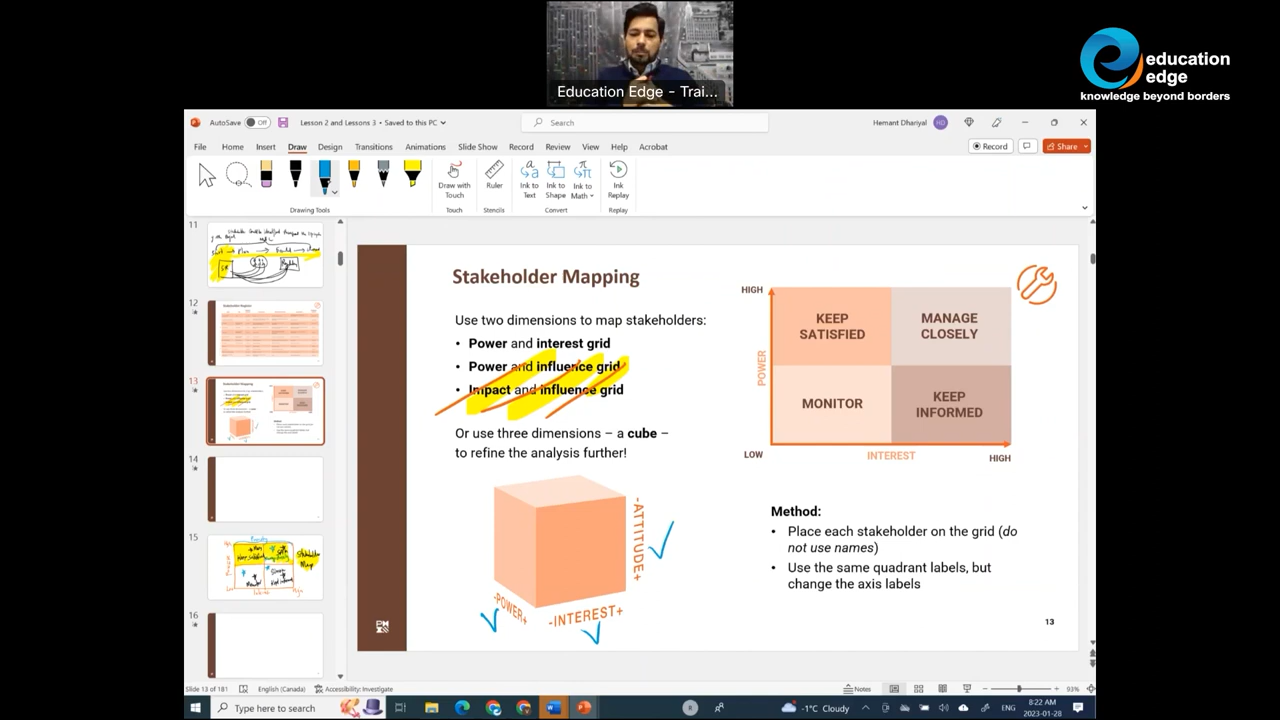 Education Edge - Trai...
education
edge
knowledge beyond borders
AutoSave Off Lesson 2 and Lessons 3 • Saved to this PC Search Hemant Dhariyal HD
File Home Insert Draw Design Transitions Animations Slide Show Record Review View Help Acrobat Record Share
Draw with Touch
Ruler
Ink to Text
Ink to Shape
Ink to Math
Ink Replay
Drawing Tools Touch Stencils Convert Replay
11
12
13
14
15
16
Stakeholder Mapping
Use two dimensions to map stakeholders:
• Power and interest grid
• Power and influence grid
• Impact and influence grid
Or use three dimensions – a cube –
to refine the analysis further!
-ATTITUDE+
-POWER+
-INTEREST+
HIGH
POWER
KEEP
SATISFIED
MANAGE
CLOSELY
MONITOR
KEEP
INFORMED
LOW
INTEREST
HIGH
Method:
• Place each stakeholder on the grid (do
not use names)
• Use the same quadrant labels, but
change the axis labels
13
Slide 13 of 181 English (Canada) Accessibility: Investigate Notes 93%
Type here to search -1°C Cloudy ENG 8:22 AM
2023-01-28